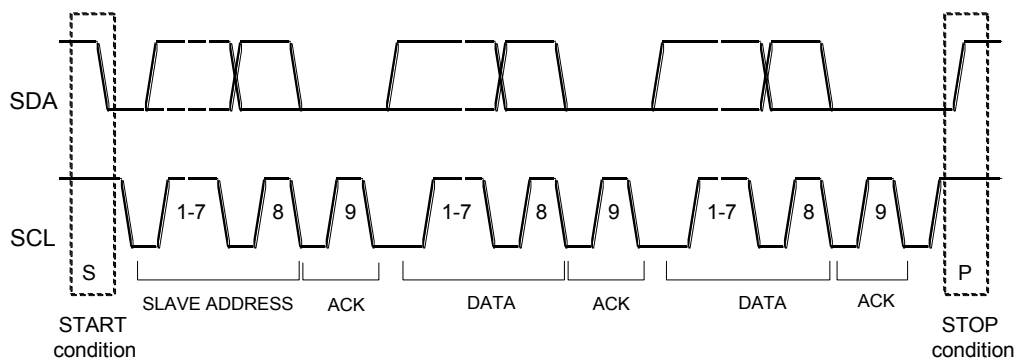 SDA
SCL
1-7 8 9 1-7 8 9 1-7 8 9
S P
SLAVE ADDRESS ACK DATA ACK DATA ACK
START
condition
STOP
condition